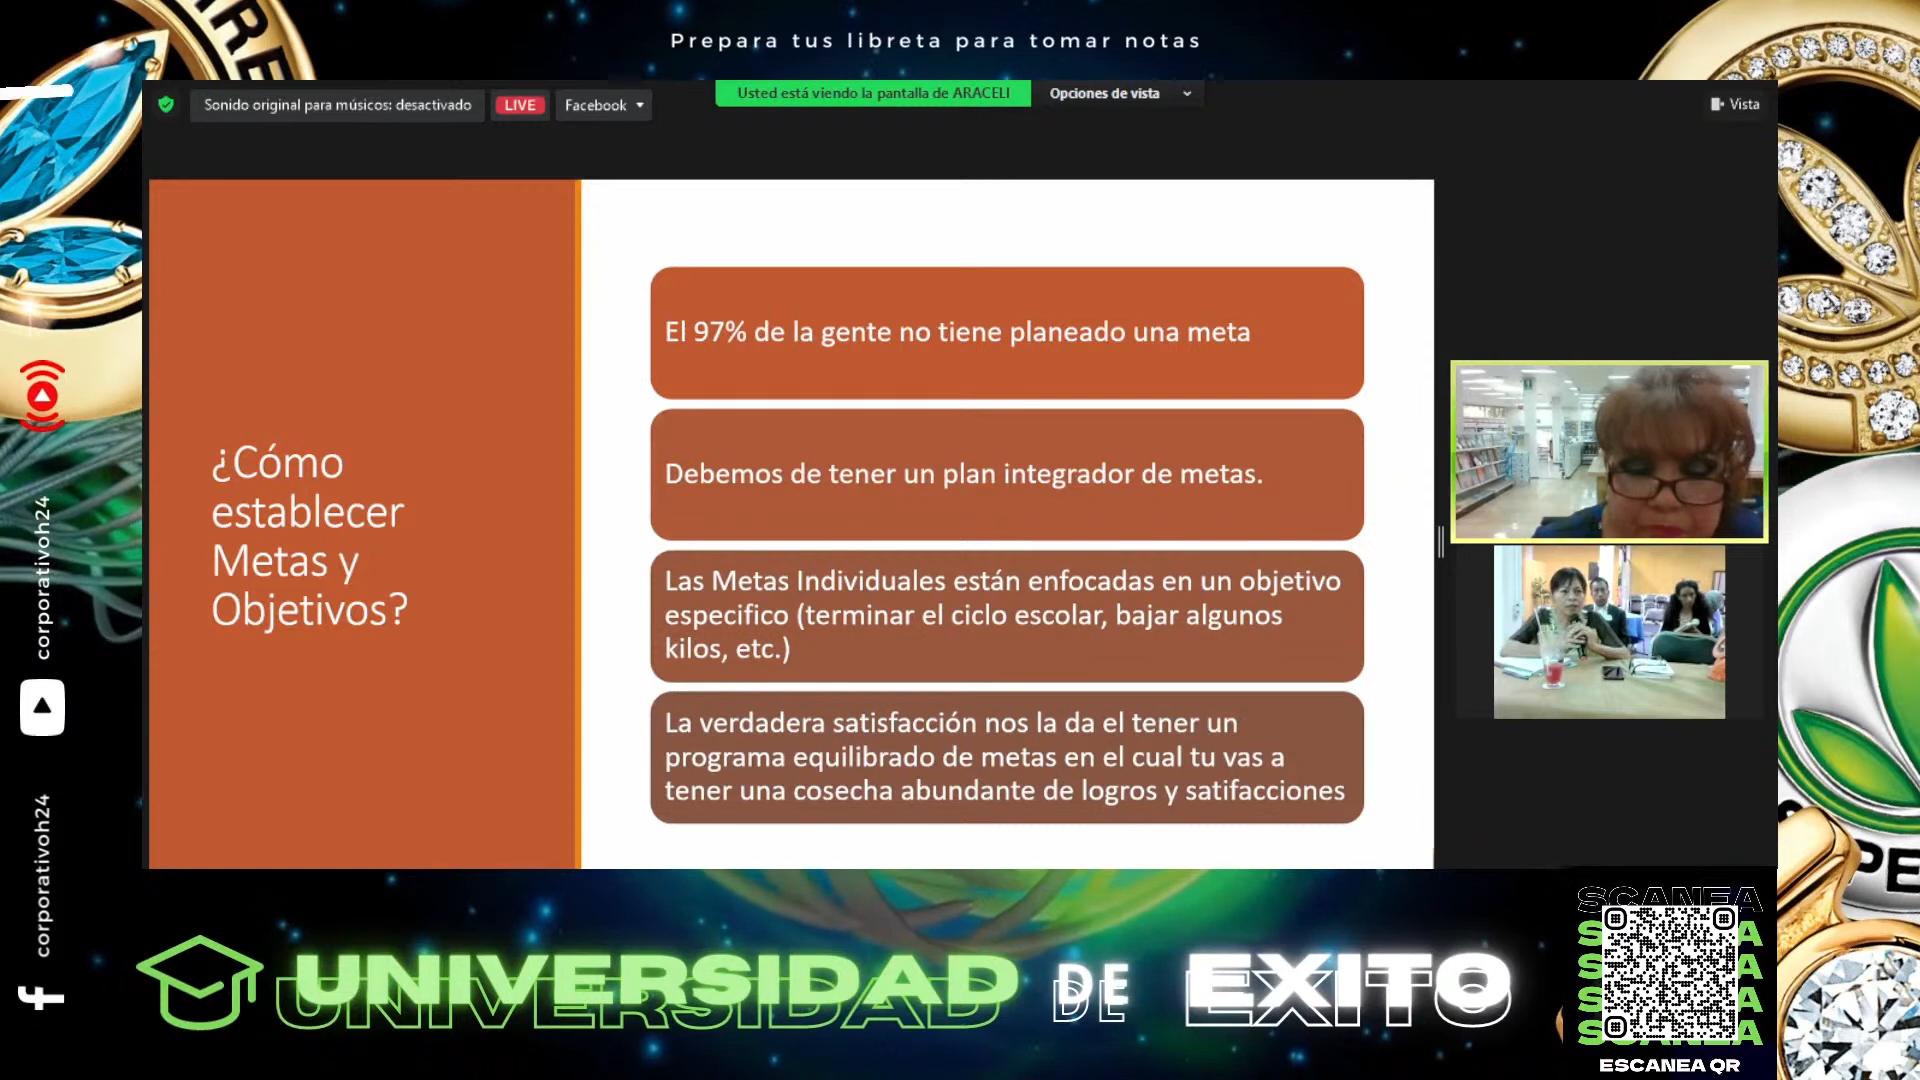 Prepara tus libreta para tomar notas
Sonido original para músicos: desactivado
LIVE
Facebook
Usted está viendo la pantalla de ARACELI
Opciones de vista
Vista
¿Cómo
establecer
Metas y
Objetivos?
El 97% de la gente no tiene planeado una meta
Debemos de tener un plan integrador de metas.
Las Metas Individuales están enfocadas en un objetivo
especifico (terminar el ciclo escolar, bajar algunos
kilos, etc.)
La verdadera satisfacción nos la da el tener un
programa equilibrado de metas en el cual tu vas a
tener una cosecha abundante de logros y satifacciones
corporativoh24
corporativoh24
UNIVERSIDAD DE EXITO
SCANEA
ESCANEA QR